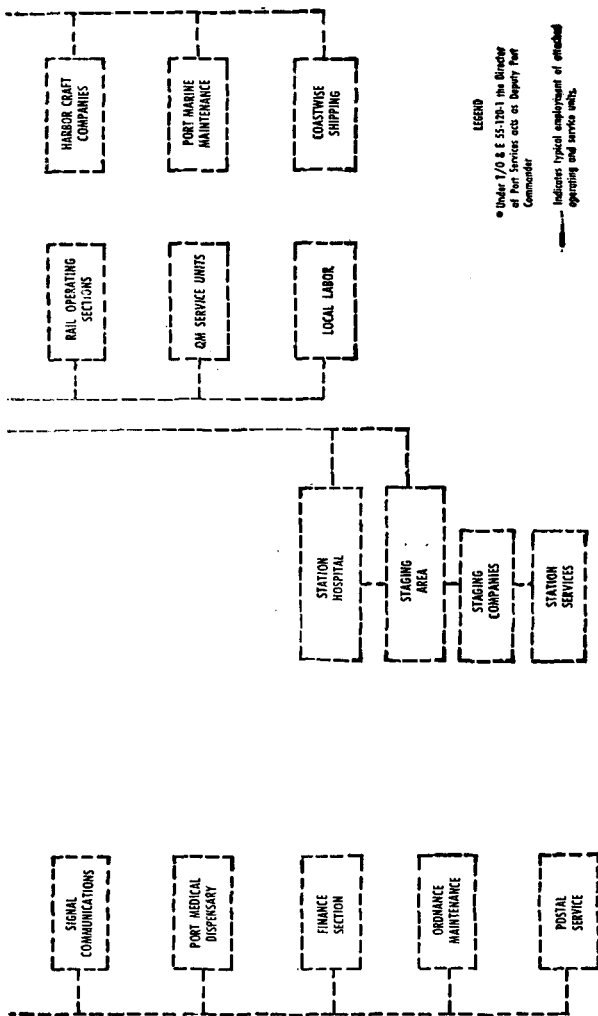 SIGNAL
COMMUNICATIONS
PORT MEDICAL
DISPENSARY
FINANCE
SECTION
ORDNANCE
MAINTENANCE
POSTAL
SERVICE
STATION
HOSPITAL
STAGING
AREA
STAGING
COMPANIES
STATION
SERVICES
RAIL OPERATING
SECTIONS
QM SERVICE UNITS
LOCAL LABOR
HARBOR CRAFT
COMPANIES
PORT MARINE
MAINTENANCE
COASTWISE
SHIPPING
LEGEND
● Under T/O & E 55-120-1 the Director
of Port Services acts as Deputy Port
Commander
Indicates typical employment of attached
operating and service units.